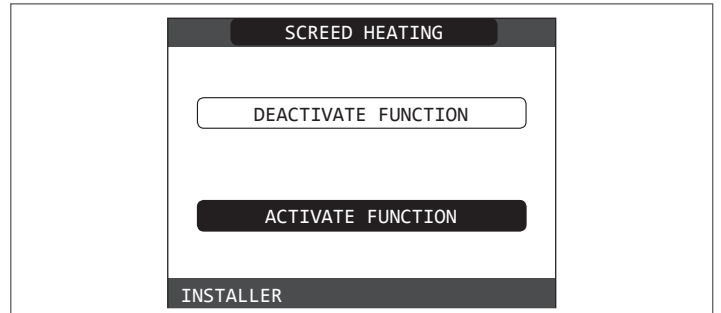 SCREED HEATING
DEACTIVATE FUNCTION
ACTIVATE FUNCTION
INSTALLER